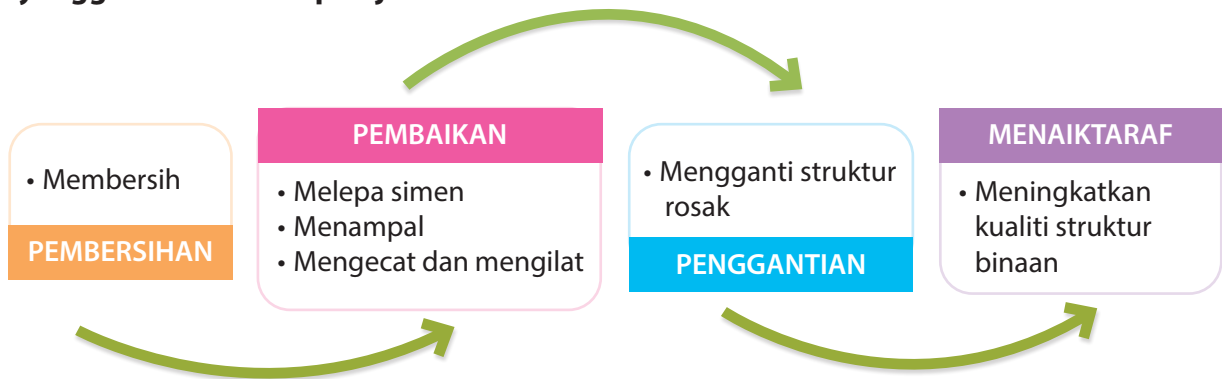 • Membersih
PEMBERSIHAN
PEMBAIKAN
• Melepa simen
• Menampal
• Mengecat dan mengilat
• Mengganti struktur
rosak
PENGGANTIAN
MENAIKTARAF
• Meningkatkan
kualiti struktur
binaan